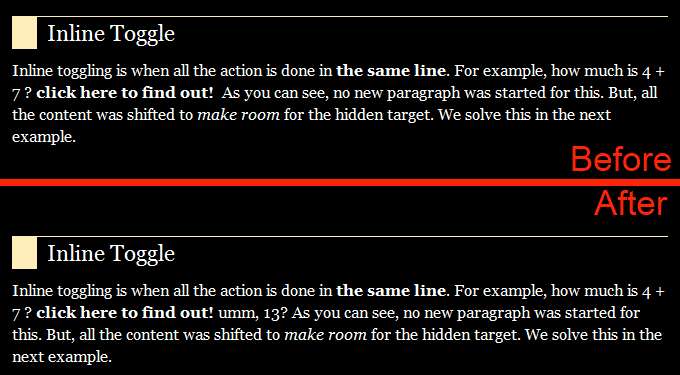 Inline Toggle
Inline toggling is when all the action is done in the same line. For example, how much is 4 +
7 ? click here to find out!  As you can see, no new paragraph was started for this. But, all
the content was shifted to make room for the hidden target. We solve this in the next
example.
Before
After
Inline Toggle
Inline toggling is when all the action is done in the same line. For example, how much is 4 +
7 ? click here to find out! umm, 13? As you can see, no new paragraph was started for
this. But, all the content was shifted to make room for the hidden target. We solve this in the
next example.